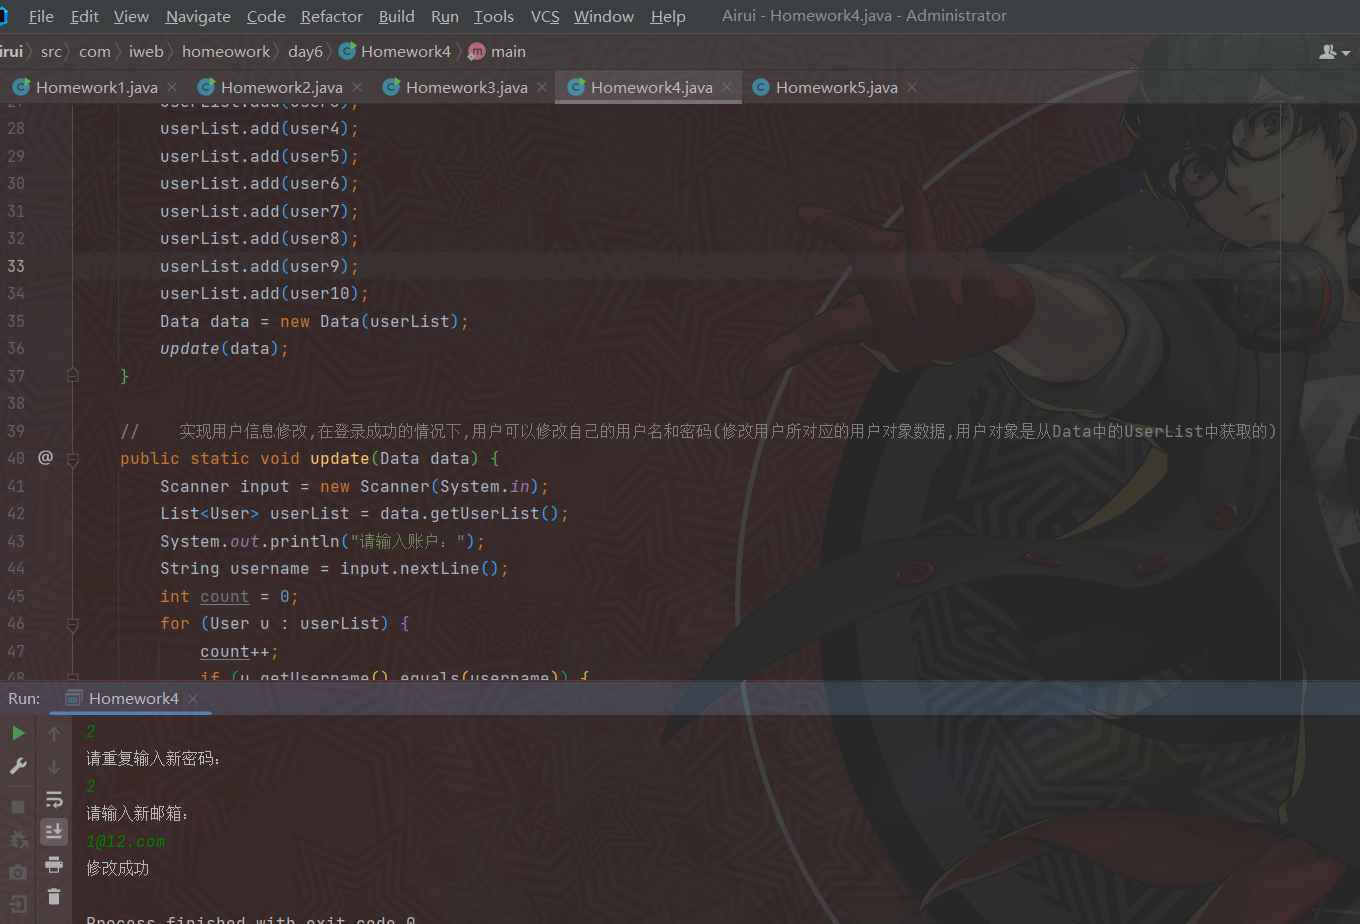 File Edit View Navigate Code Refactor Build Run Tools VCS Window Help Airui - Homework4.java - Administrator
irui src com iweb homeowork day6 Homework4 main
Homework1.java Homework2.java Homework3.java Homework4.java Homework5.java
28 userList.add(user4);
29 userList.add(user5);
30 userList.add(user6);
31 userList.add(user7);
32 userList.add(user8);
33 userList.add(user9);
34 userList.add(user10);
35 Data data = new Data(userList);
36 update(data);
37 }
38
39 // 实现用户信息修改,在登录成功的情况下,用户可以修改自己的用户名和密码(修改用户所对应的用户对象数据,用户对象是从Data中的UserList中获取的)
40 @ public static void update(Data data) {
41 Scanner input = new Scanner(System.in);
42 List<User> userList = data.getUserList();
43 System.out.println("请输入账户：");
44 String username = input.nextLine();
45 int count = 0;
46 for (User u : userList) {
47 count++;
48 if (u.getUsername().equals(username)) {
Run: Homework4
2
请重复输入新密码：
2
请输入新邮箱：
1@12.com
修改成功
Process finished with exit code 0